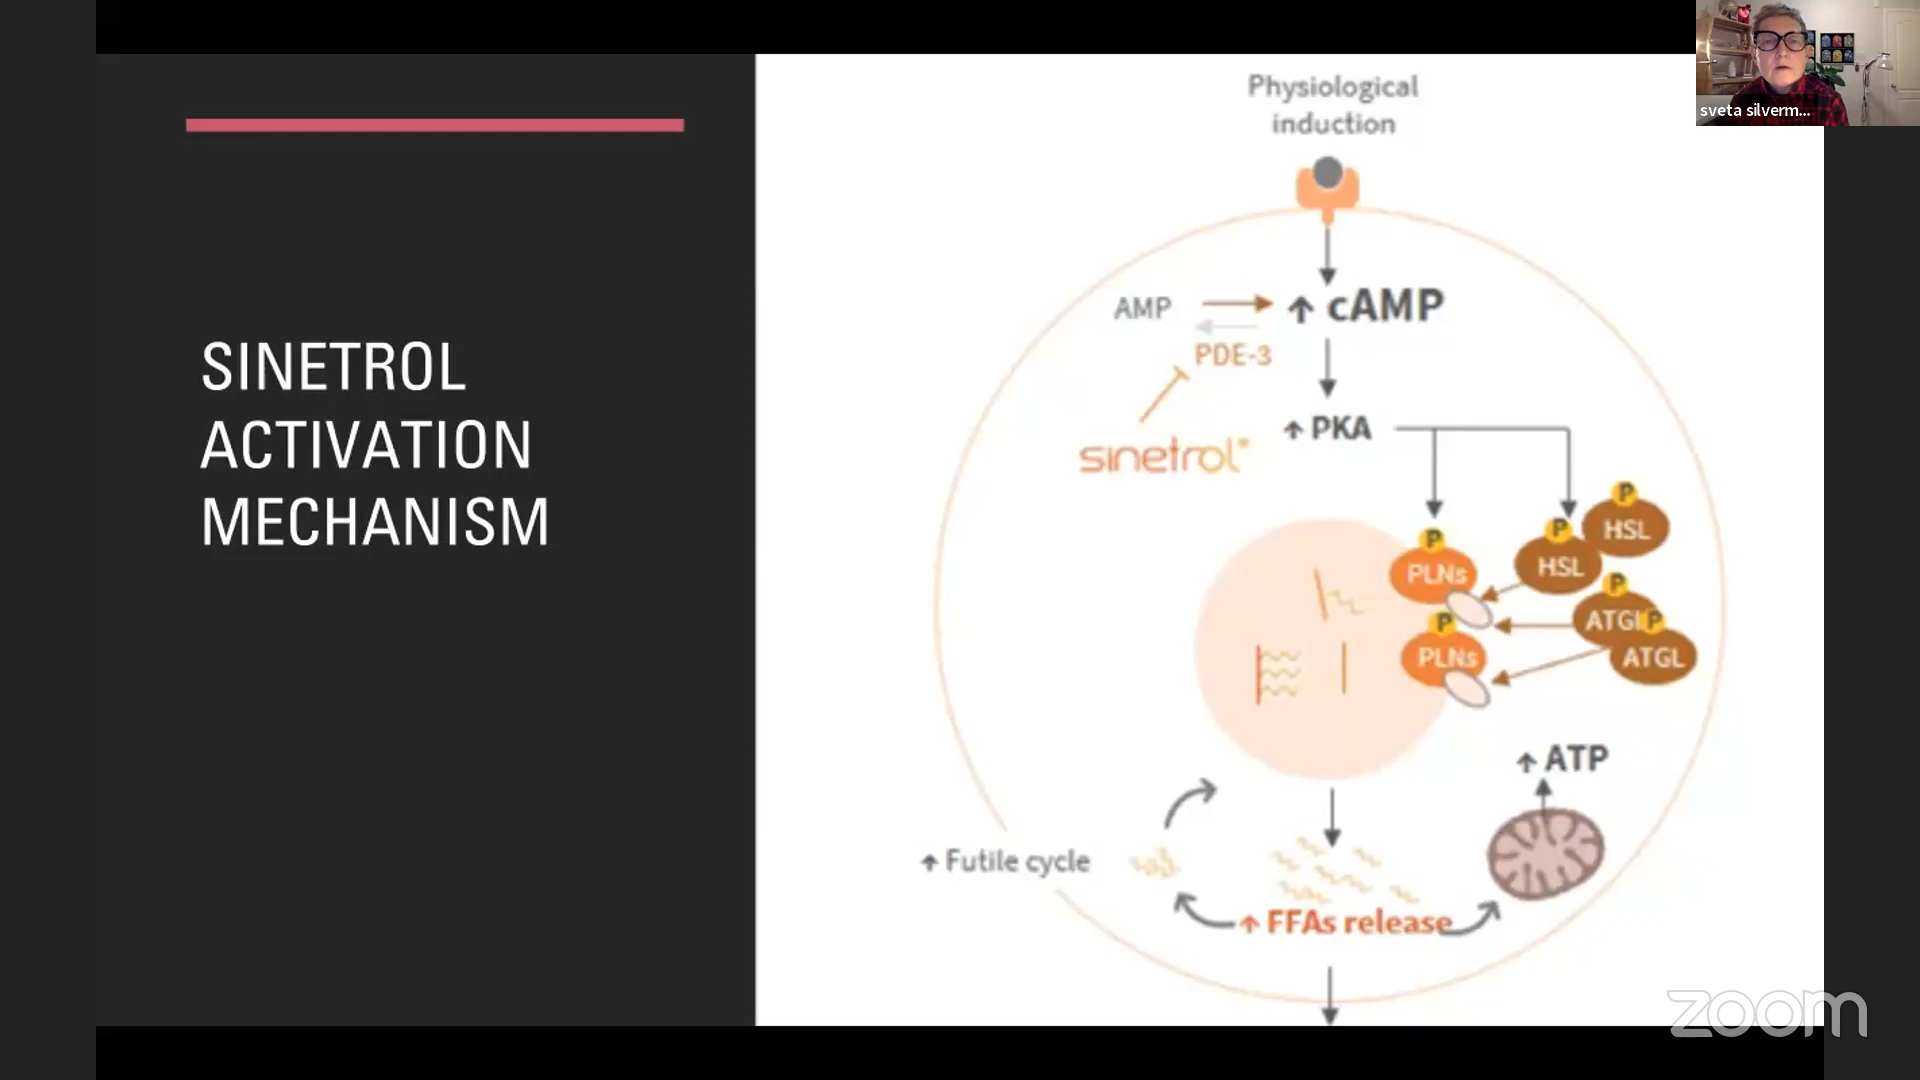 sveta silverm...
SINETROL
ACTIVATION
MECHANISM
Physiological
induction
AMP
↑ cAMP
PDE-3
sinetrol®
↑ PKA
P
HSL
P
HSL
P
PLNs
P
ATGL
P
ATGL
P
PLNs
↑ ATP
↑ Futile cycle
↑ FFAs release
zoom